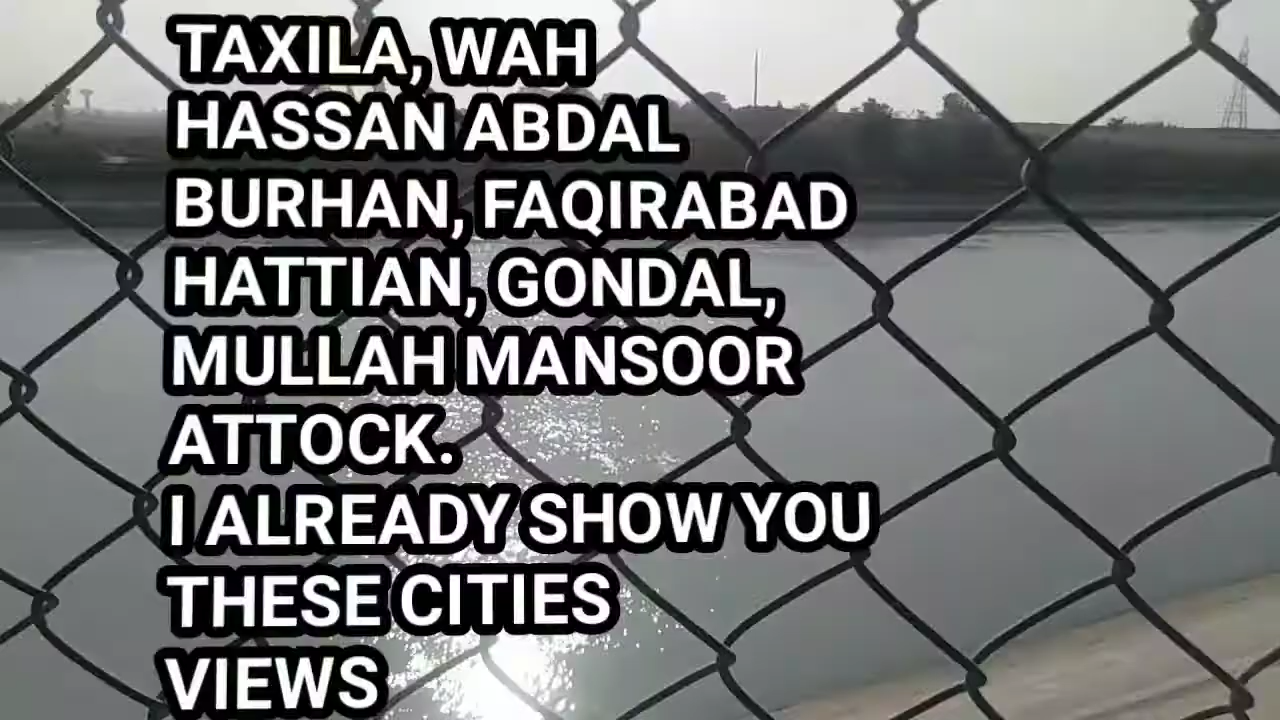 TAXILA, WAH
HASSAN ABDAL
BURHAN, FAQIRABAD
HATTIAN, GONDAL,
MULLAH MANSOOR
ATTOCK.
I ALREADY SHOW YOU
THESE CITIES
VIEWS